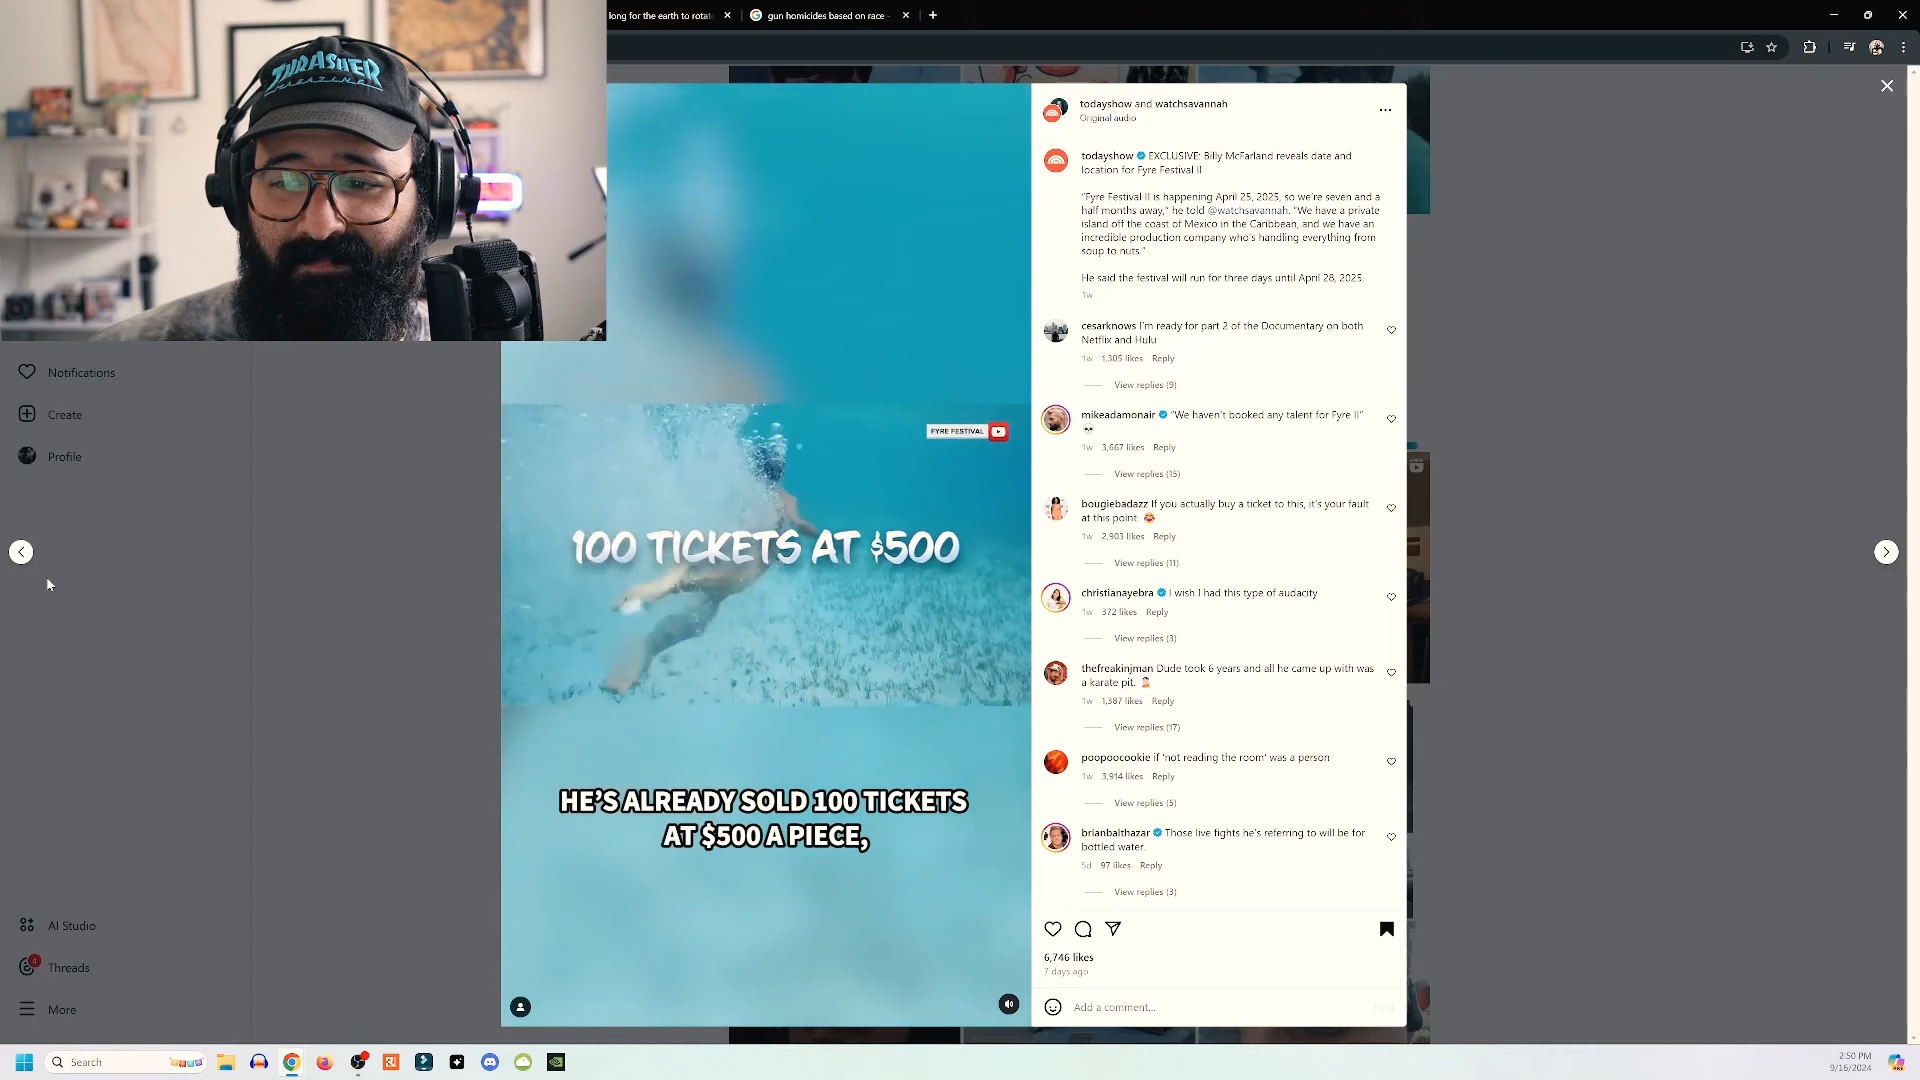 THRASHER
MAGAZINE
long for the earth to rotat
gun homicides based on race -
todayshow and watchsavannah
Original audio
todayshow EXCLUSIVE: Billy McFarland reveals date and
location for Fyre Festival II
“Fyre Festival II is happening April 25, 2025, so we’re seven and a
half months away,” he told @watchsavannah. “We have a private
island off the coast of Mexico in the Caribbean, and we have an
incredible production company who’s handling everything from
soup to nuts.”
He said the festival will run for three days until April 28, 2025.
1w
cesarknows I’m ready for part 2 of the Documentary on both
Netflix and Hulu
1w 1,305 likes Reply
View replies (9)
mikeadamonair “We haven’t booked any talent for Fyre II”
💀
1w 3,667 likes Reply
View replies (15)
bougiebadazz If you actually buy a ticket to this, it’s your fault
at this point. 😂
1w 2,903 likes Reply
View replies (11)
christianayebra I wish I had this type of audacity
1w 372 likes Reply
View replies (3)
thefreakinjman Dude took 6 years and all he came up with was
a karate pit.
1w 1,387 likes Reply
View replies (17)
poopoocookie if ‘not reading the room’ was a person
1w 3,914 likes Reply
View replies (5)
brianbalthazar Those live fights he’s referring to will be for
bottled water.
5d 97 likes Reply
View replies (3)
6,746 likes
7 days ago
Add a comment...
Post
FYRE FESTIVAL
100 TICKETS AT $500
HE’S ALREADY SOLD 100 TICKETS
AT $500 A PIECE,
Notifications
Create
Profile
AI Studio
4
Threads
More
Search
2:50 PM
9/16/2024